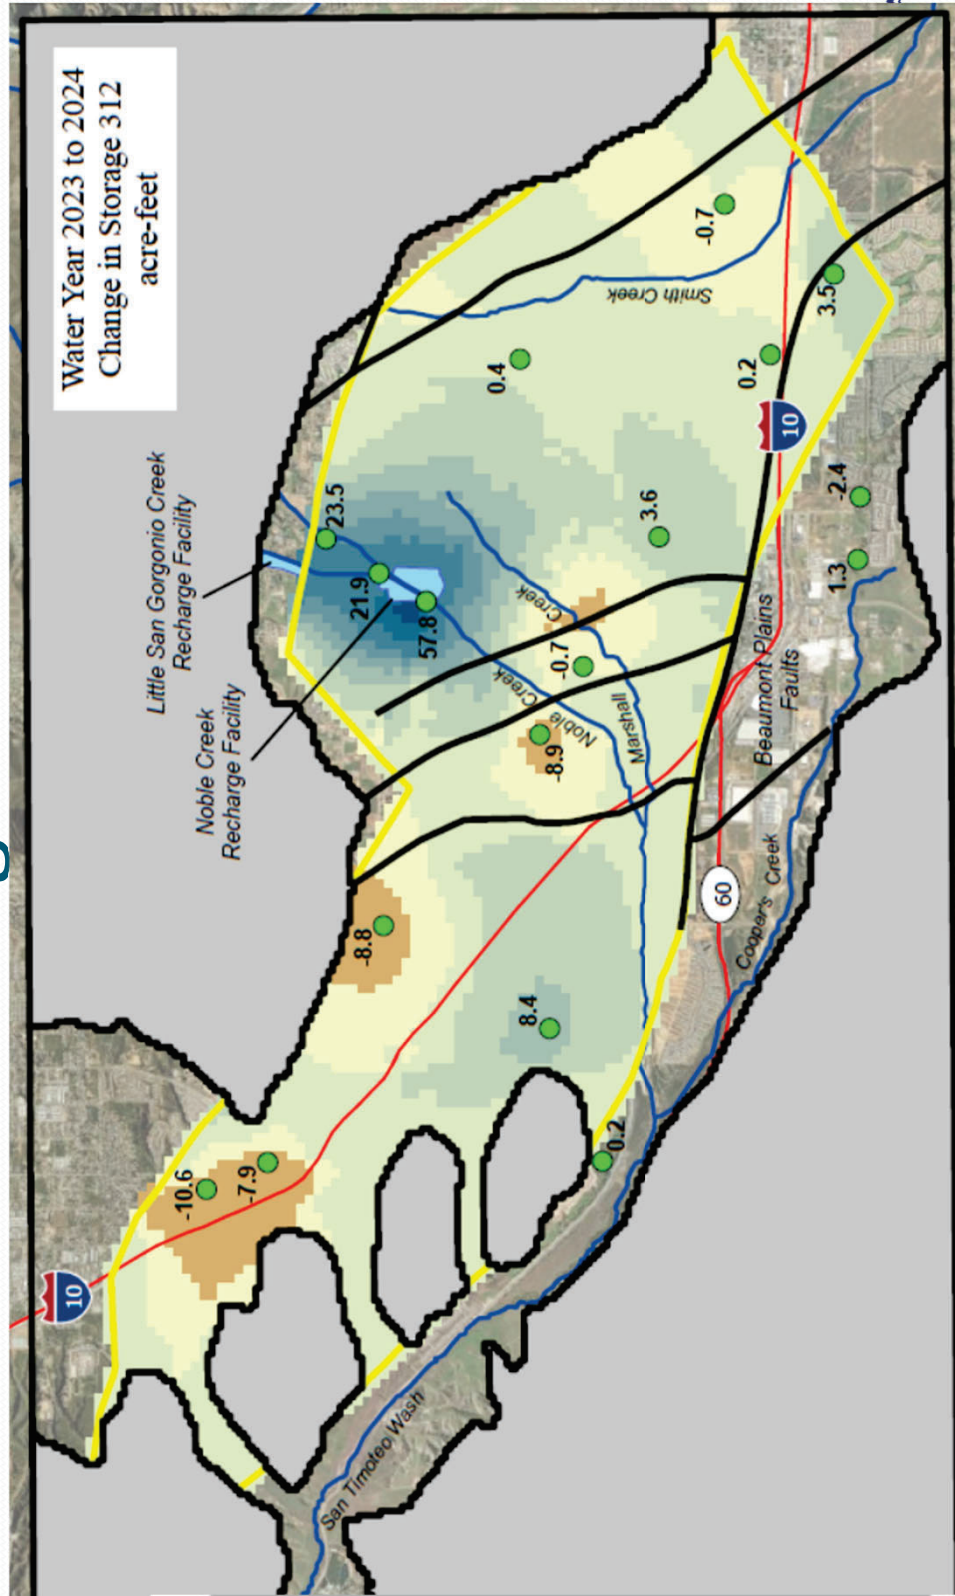 Water Year 2023 to 2024
Change in Storage 312
acre-feet
Little San Gorgonio Creek
Recharge Facility
Noble Creek
Recharge Facility
23.5
21.9
57.8
0.4
-0.7
Smith Creek
3.5
0.2
10
3.6
-2.4
1.3
Creek
-0.7
Noble Creek
-8.9
Marshall
Beaumont Plains
Faults
-8.8
8.4
60
Cooper's Creek
0.2
-10.6
-7.9
10
San Timoteo Wash